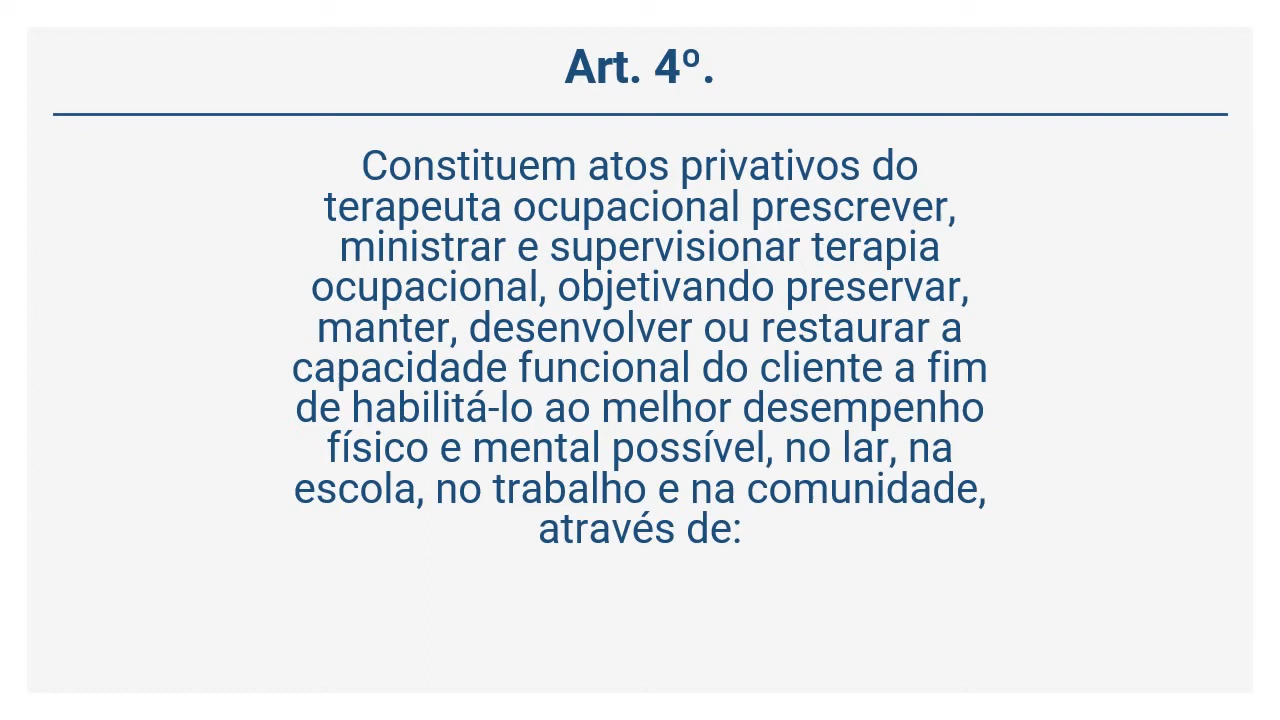 Art. 4º.
Constituem atos privativos do
terapeuta ocupacional prescrever,
ministrar e supervisionar terapia
ocupacional, objetivando preservar,
manter, desenvolver ou restaurar a
capacidade funcional do cliente a fim
de habilitá-lo ao melhor desempenho
físico e mental possível, no lar, na
escola, no trabalho e na comunidade,
através de: